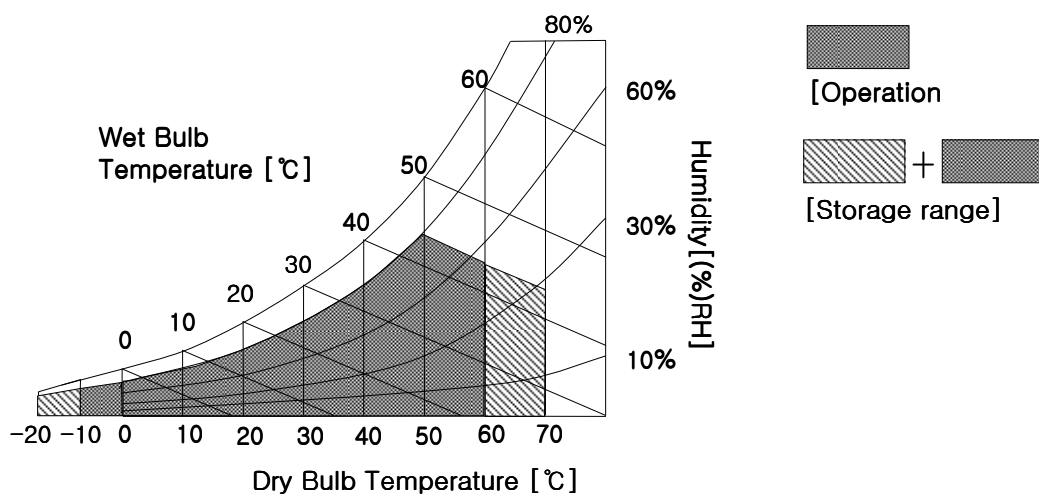 80%
60
60%
[Operation
Wet Bulb
Temperature [℃]
50
Humidity[(%)RH]
+
[Storage range]
40
30%
30
20
10
0
10%
-20 -10 0 10 20 30 40 50 60 70
Dry Bulb Temperature [℃]